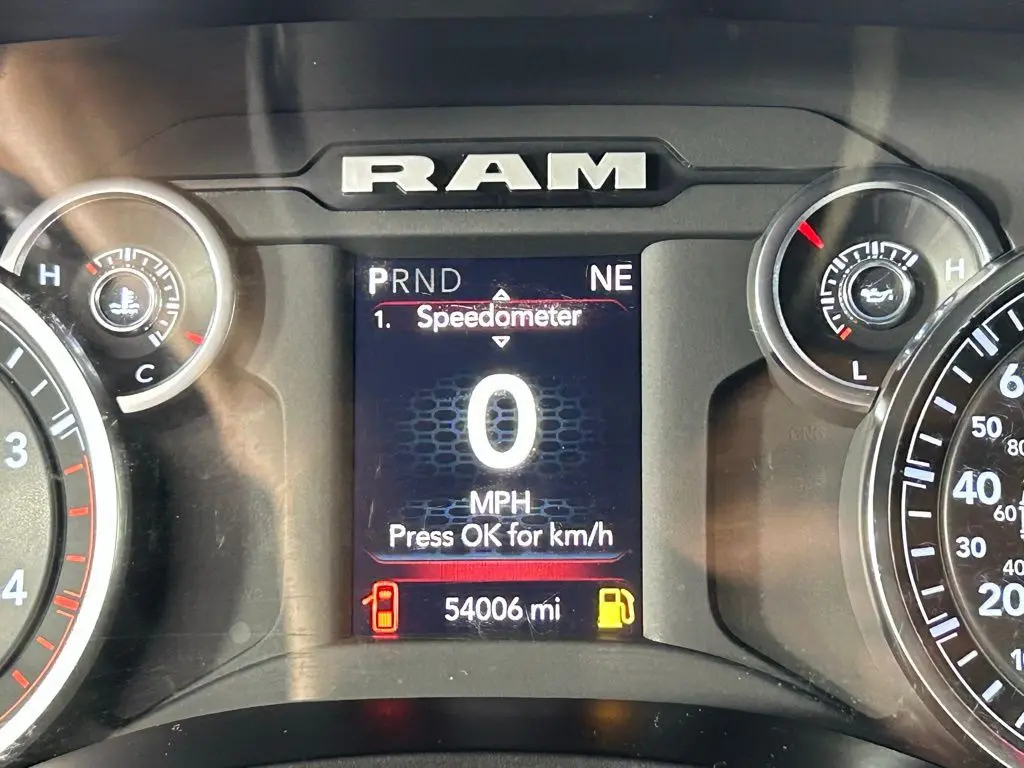 RAM
PRND NE
1. Speedometer
0
MPH
Press OK for km/h
54006 mi
H
C
H
L
3
4
50
40
30
20
60